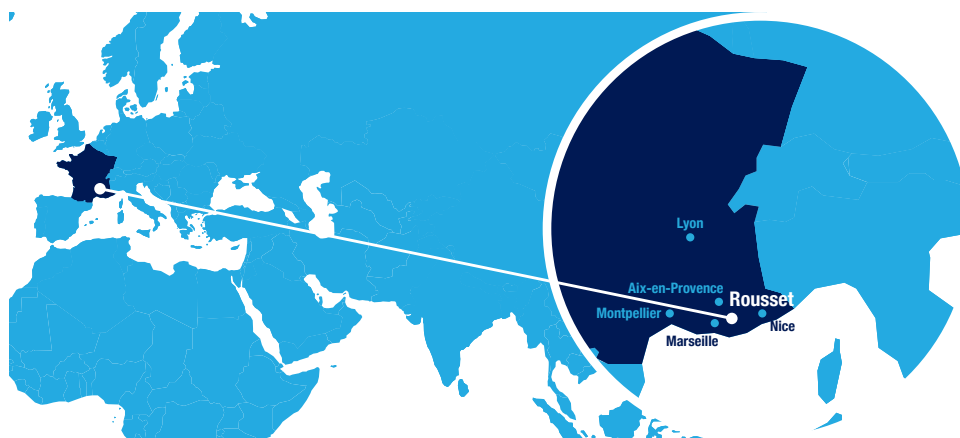 Lyon
Aix-en-Provence
Rousset
Montpellier
Nice
Marseille